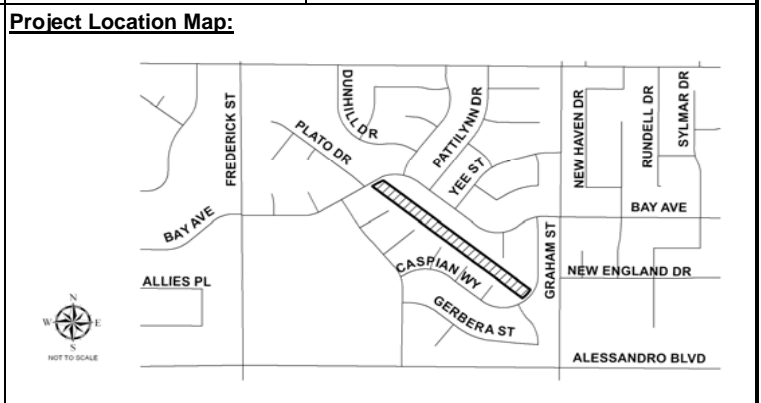 Project Location Map:
FREDERICK ST
DUNHILL DR
PLATO DR
PATTILYNN DR
YEE ST
NEW HAVEN DR
RUNDELL DR
SYLMAR DR
BAY AVE
BAY AVE
GRAHAM ST
CASPIAN WY
NEW ENGLAND DR
ALLIES PL
GERBERA ST
N
W
E
S
NOT TO SCALE
ALESSANDRO BLVD